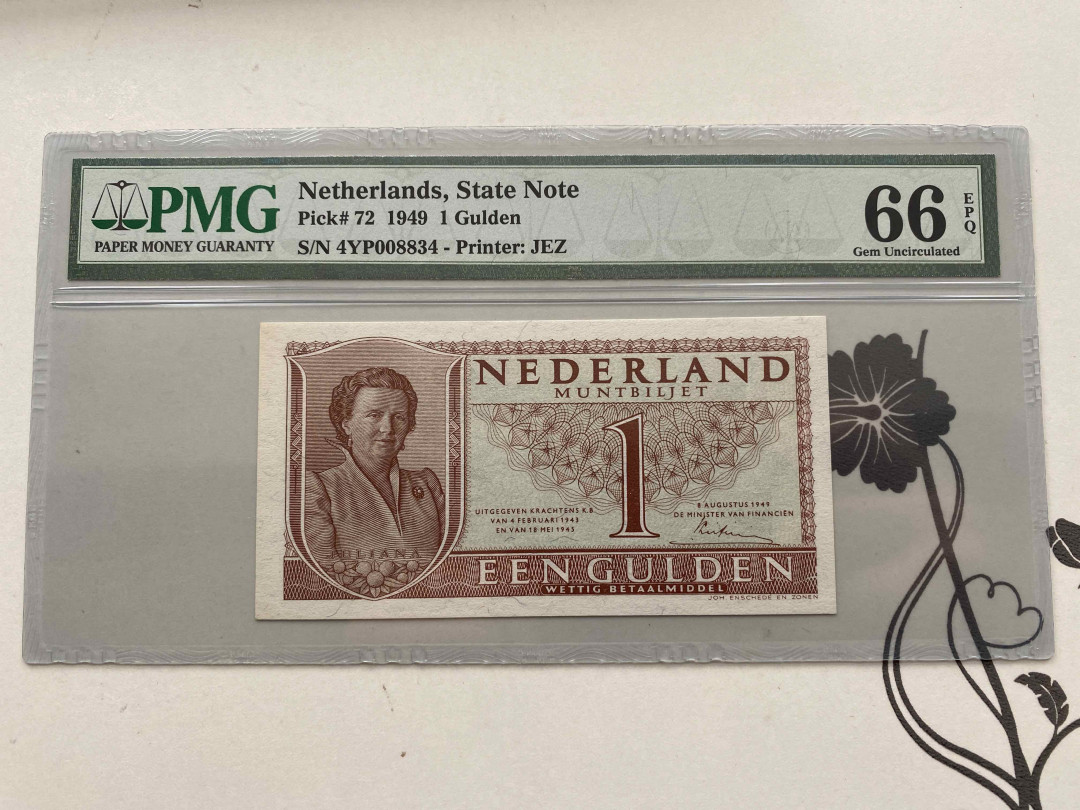 PMG
PAPER MONEY GUARANTY
Netherlands, State Note
Pick# 72 1949 1 Gulden
S/N 4YP008834 - Printer: JEZ
66
EPQ
Gem Uncirculated
NEDERLAND
MUNTBILJET
1
UITGEGEVEN KRACHTENS K.B.
VAN 4 FEBRUARI 1943
EN VAN 18 MEI 1945
8 AUGUSTUS 1949
DE MINISTER VAN FINANCIEN
JULIANA
EEN GULDEN
WETTIG BETAALMIDDEL
JOH. ENSCHEDE EN ZONEN